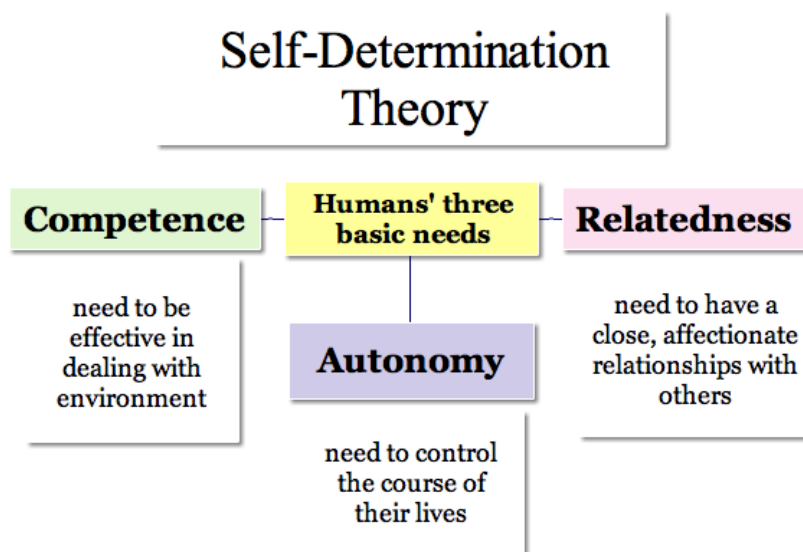 Self-Determination
Theory
Competence
Humans' three
basic needs
Relatedness
need to be
effective in
dealing with
environment
Autonomy
need to control
the course of
their lives
need to have a
close, affectionate
relationships with
others